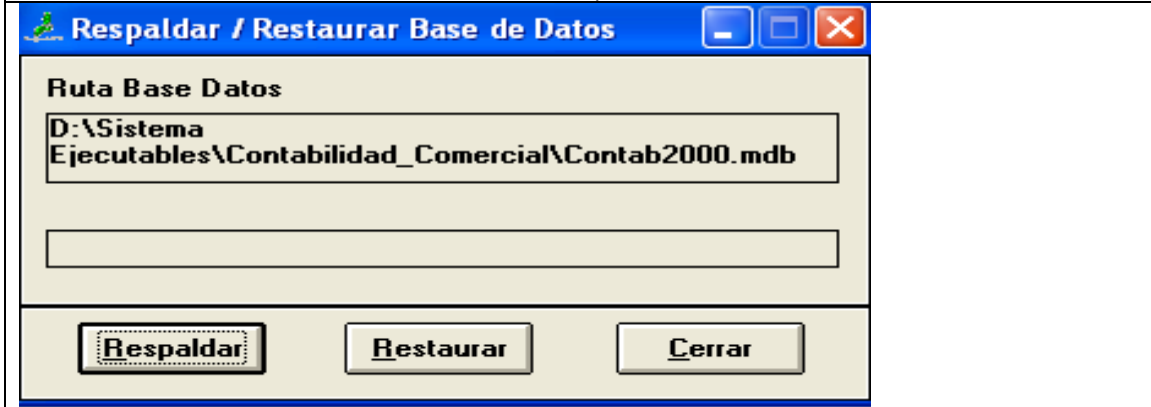 Respaldar / Restaurar Base de Datos
Ruta Base Datos
D:\Sistema
Ejecutables\Contabilidad_Comercial\Contab2000.mdb
Respaldar Restaurar Cerrar